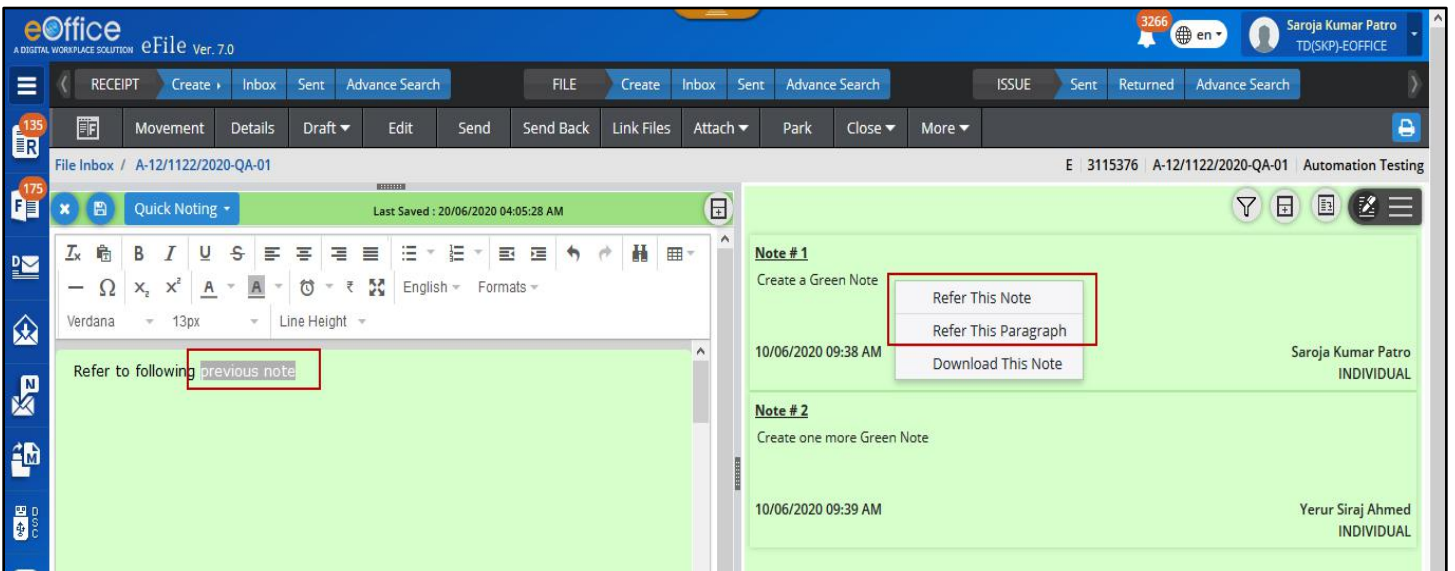 eOffice
A DIGITAL WORKPLACE SOLUTION eFile Ver. 7.0
3266 en Saroja Kumar Patro
TD(SKP)-EOFFICE
RECEIPT Create Inbox Sent Advance Search FILE Create Inbox Sent Advance Search ISSUE Sent Returned Advance Search
135 R
Movement Details Draft Edit Send Send Back Link Files Attach Park Close More
File Inbox / A-12/1122/2020-QA-01 E 3115376 A-12/1122/2020-QA-01 Automation Testing
175 F
Quick Noting Last Saved : 20/06/2020 04:05:28 AM
B I U S
Ω X₂ X² A A ₹ English Formats
Verdana 13px Line Height
Refer to following previous note
Note # 1
Create a Green Note
Refer This Note
Refer This Paragraph
Download This Note
10/06/2020 09:38 AM Saroja Kumar Patro
INDIVIDUAL
Note # 2
Create one more Green Note
10/06/2020 09:39 AM Yerur Siraj Ahmed
INDIVIDUAL
D
N
M
DSC